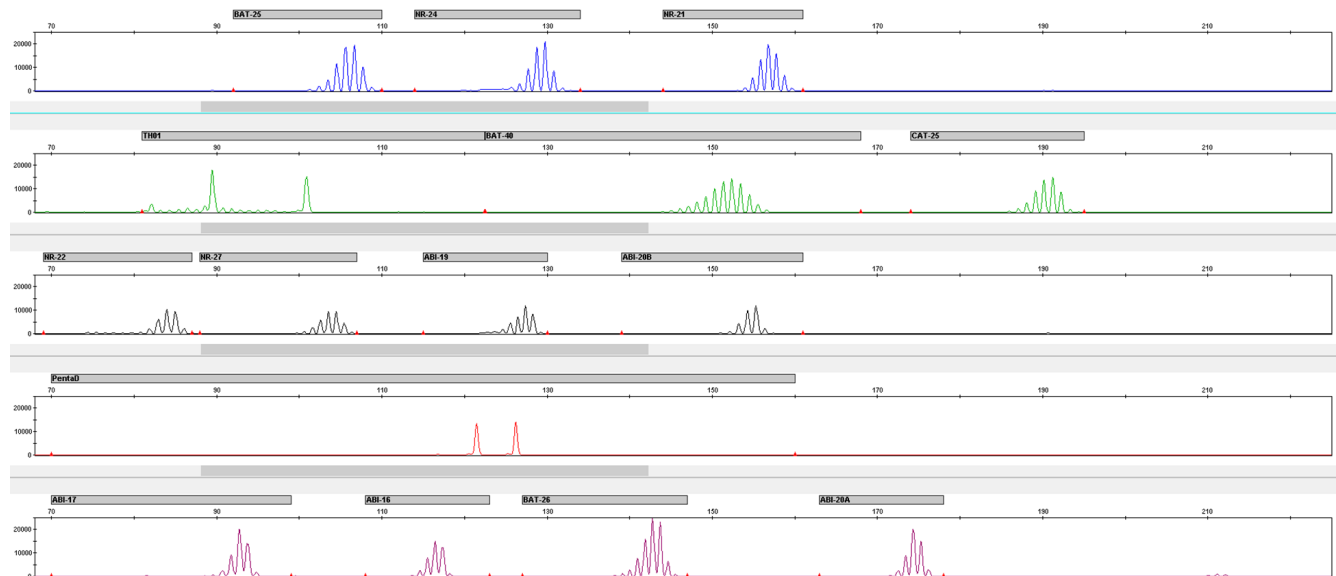 BAT-25 NR-24 NR-21
70 90 110 130 150 170 190 210
20000
10000
0
TH01 BAT-40 CAT-25
70 90 110 130 150 170 190 210
20000
10000
0
NR-22 NR-27 ABI-19 ABI-20B
70 90 110 130 150 170 190 210
20000
10000
0
PentaD
70 90 110 130 150 170 190 210
20000
10000
0
ABI-17 ABI-16 BAT-26 ABI-20A
70 90 110 130 150 170 190 210
20000
10000
0